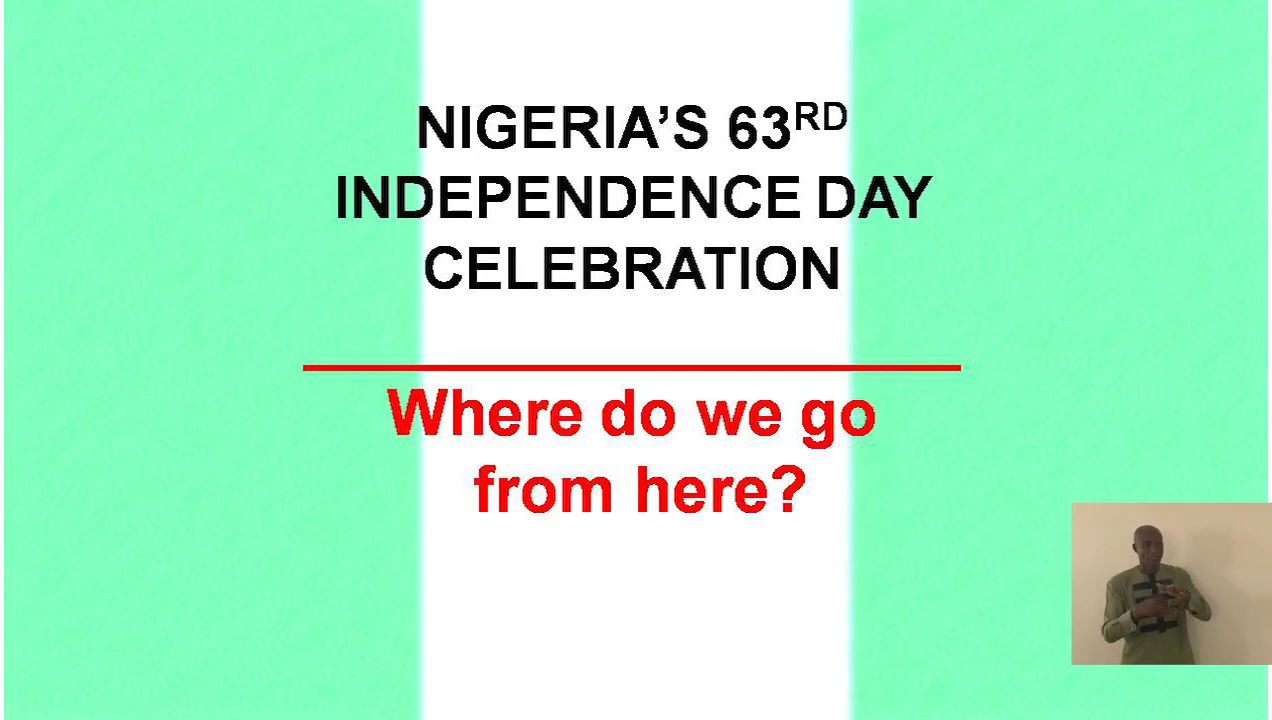 NIGERIA’S 63RD
INDEPENDENCE DAY
CELEBRATION
Where do we go
from here?